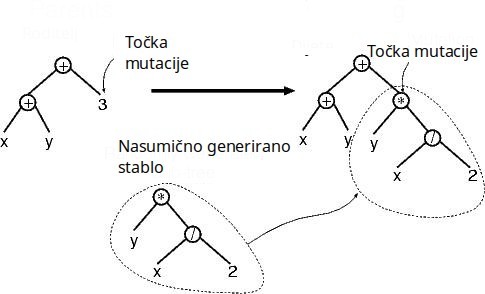 Točka
mutacije
Točka mutacije
+
+
3
x
y
+
+
*
x
y
y
/
x
2
Nasumično generirano
stablo
*
y
/
x
2